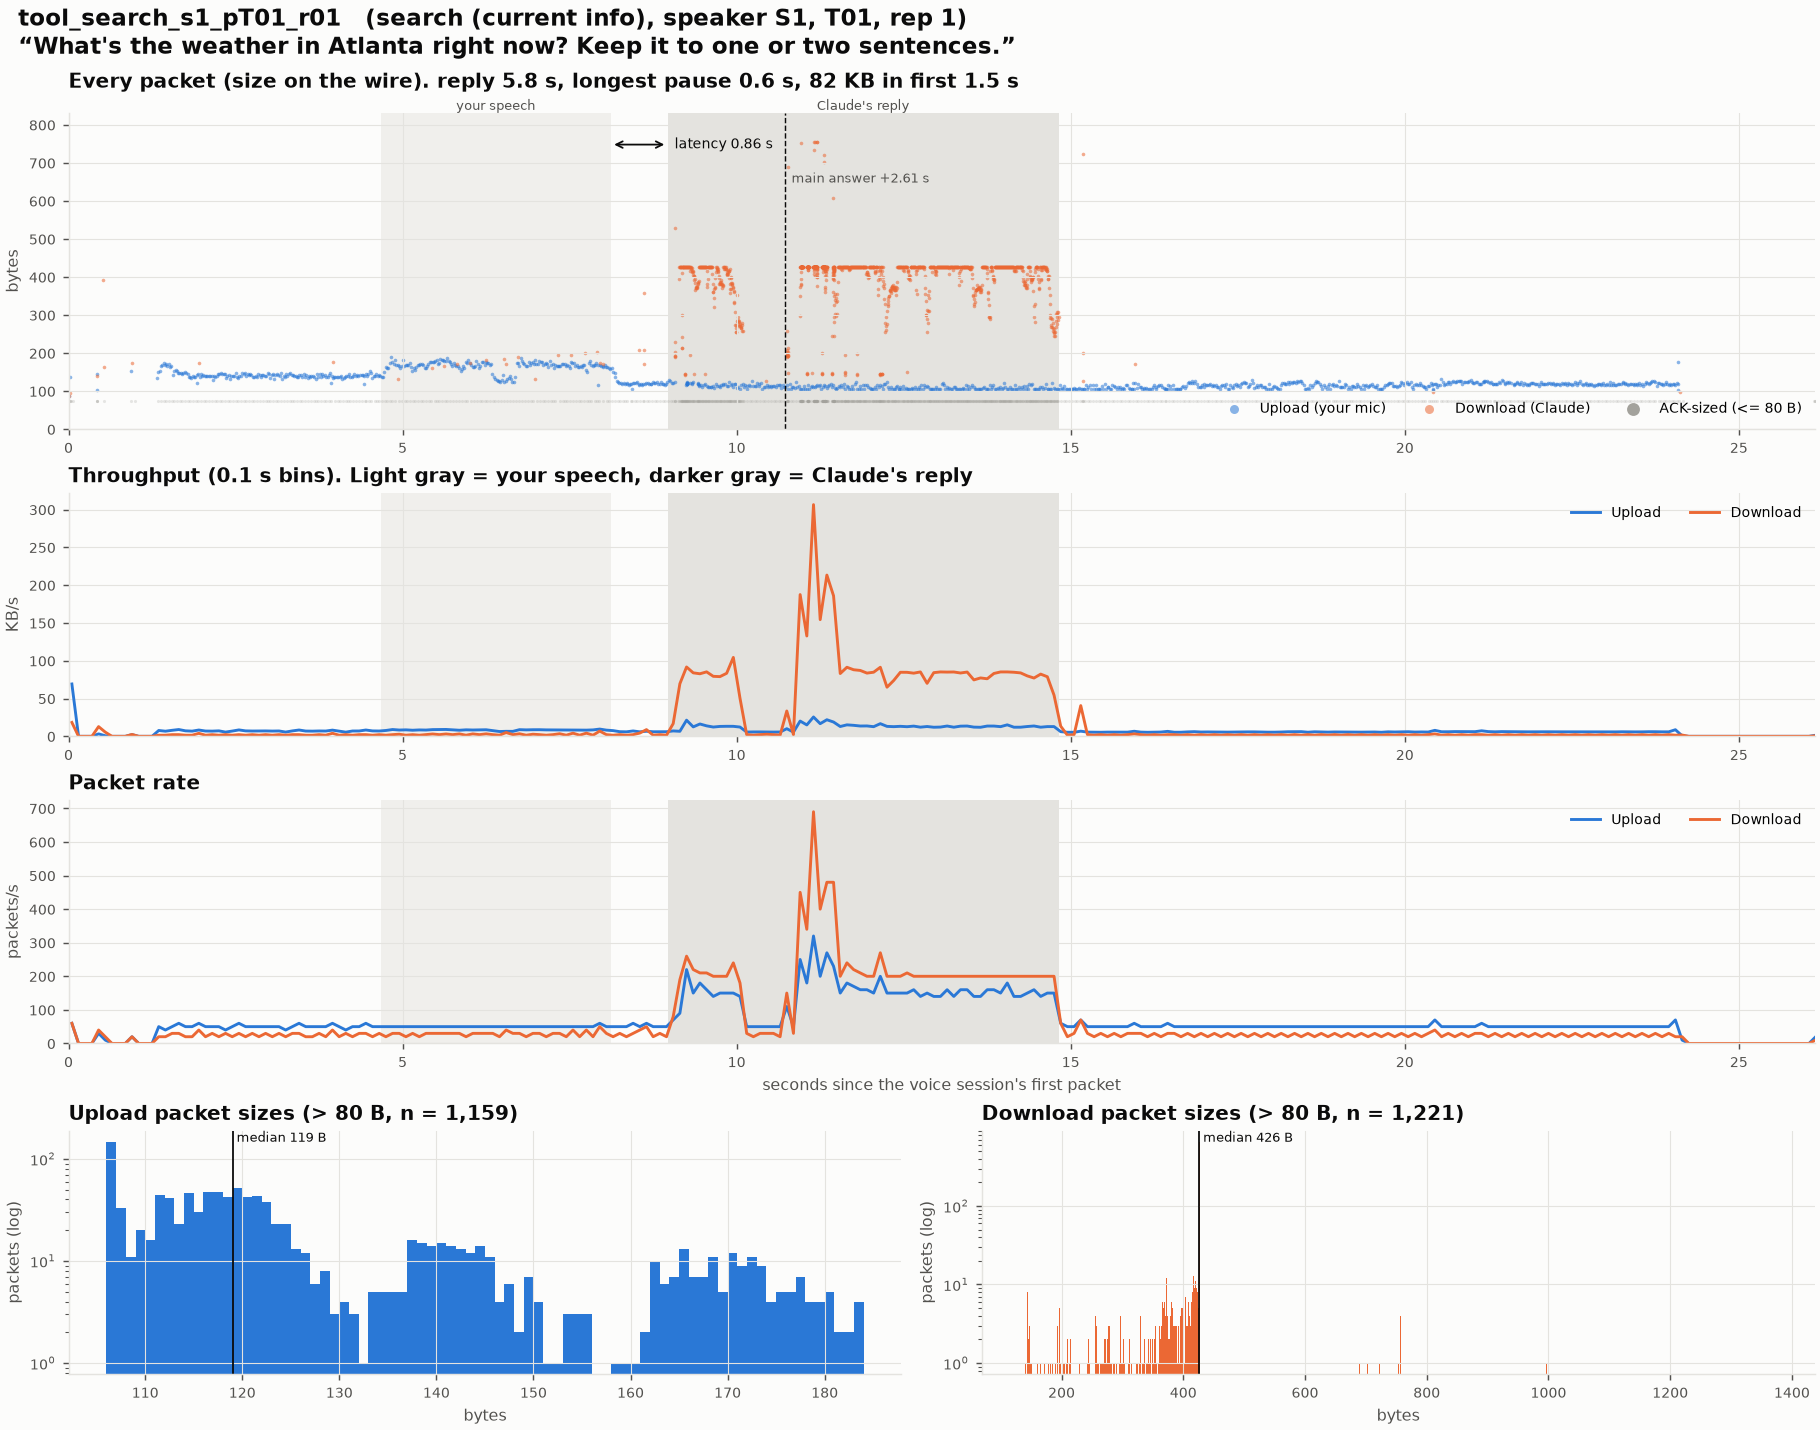 tool_search_s1_pT01_r01   (search (current info), speaker S1, T01, rep 1)
“What's the weather in Atlanta right now? Keep it to one or two sentences.”
Every packet (size on the wire). reply 5.8 s, longest pause 0.6 s, 82 KB in first 1.5 s
your speech
Claude's reply
800
700
600
500
400
300
200
100
0
bytes
latency 0.86 s
main answer +2.61 s
Upload (your mic)
Download (Claude)
ACK-sized (<= 80 B)
0
5
10
15
20
25
Throughput (0.1 s bins). Light gray = your speech, darker gray = Claude's reply
300
250
200
150
100
50
0
KB/s
Upload
Download
0
5
10
15
20
25
Packet rate
700
600
500
400
300
200
100
0
packets/s
Upload
Download
0
5
10
15
20
25
seconds since the voice session's first packet
Upload packet sizes (> 80 B, n = 1,159)
median 119 B
10²
10¹
10⁰
packets (log)
110
120
130
140
150
160
170
180
bytes
Download packet sizes (> 80 B, n = 1,221)
median 426 B
10²
10¹
10⁰
packets (log)
200
400
600
800
1000
1200
1400
bytes